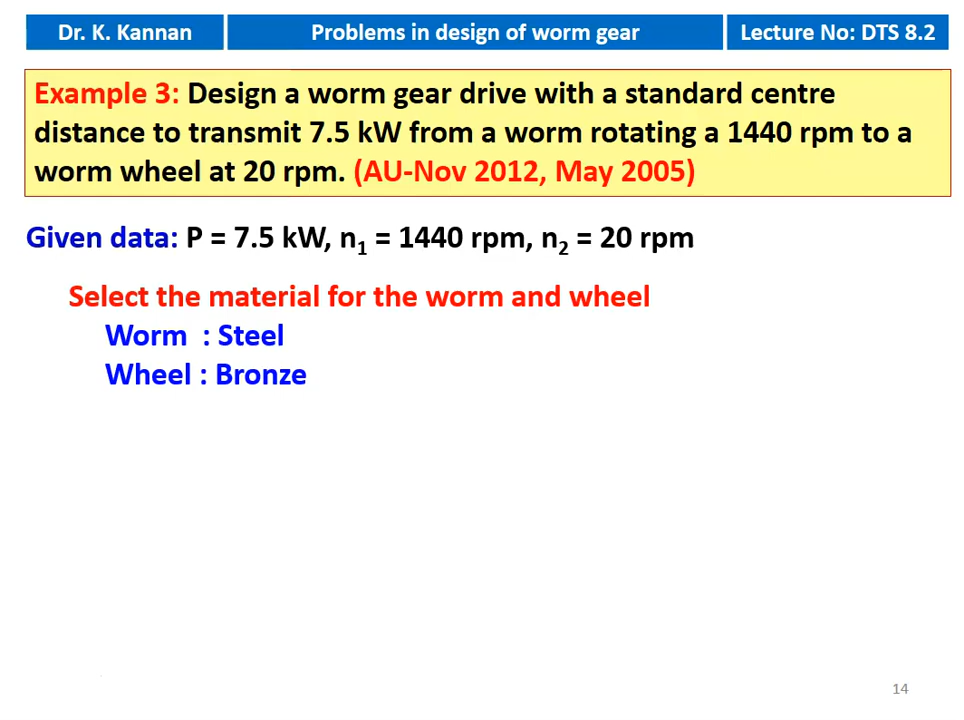 Dr. K. Kannan
Problems in design of worm gear
Lecture No: DTS 8.2
Example 3: Design a worm gear drive with a standard centre
distance to transmit 7.5 kW from a worm rotating a 1440 rpm to a
worm wheel at 20 rpm. (AU-Nov 2012, May 2005)
Given data: P = 7.5 kW, n₁ = 1440 rpm, n₂ = 20 rpm
Select the material for the worm and wheel
Worm : Steel
Wheel : Bronze
14